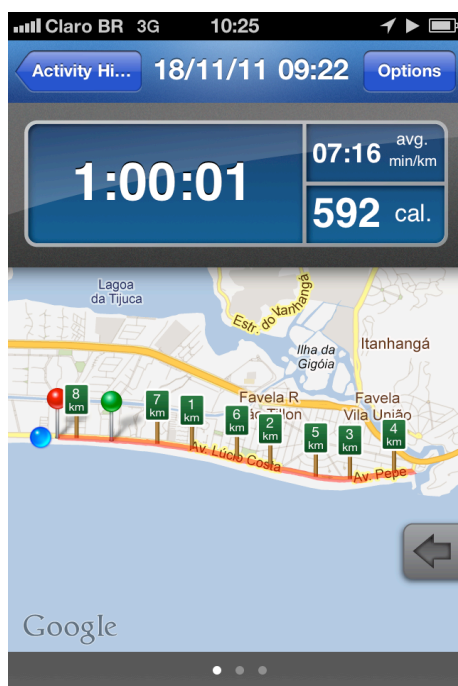 Claro BR 3G 10:25
Activity Hi... 18/11/11 09:22 Options
1:00:01
07:16 avg. min/km
592 cal.
Lagoa
da Tijuca
Estr. do Vanhangá
Ilha da
Gigóia
Itanhangá
Favela R
ão Tillon
Favela
Vila União
8
km
7
km
1
km
6
km
2
km
5
km
3
km
4
km
Av. Lúcio Costa
Av. Pepe
Google